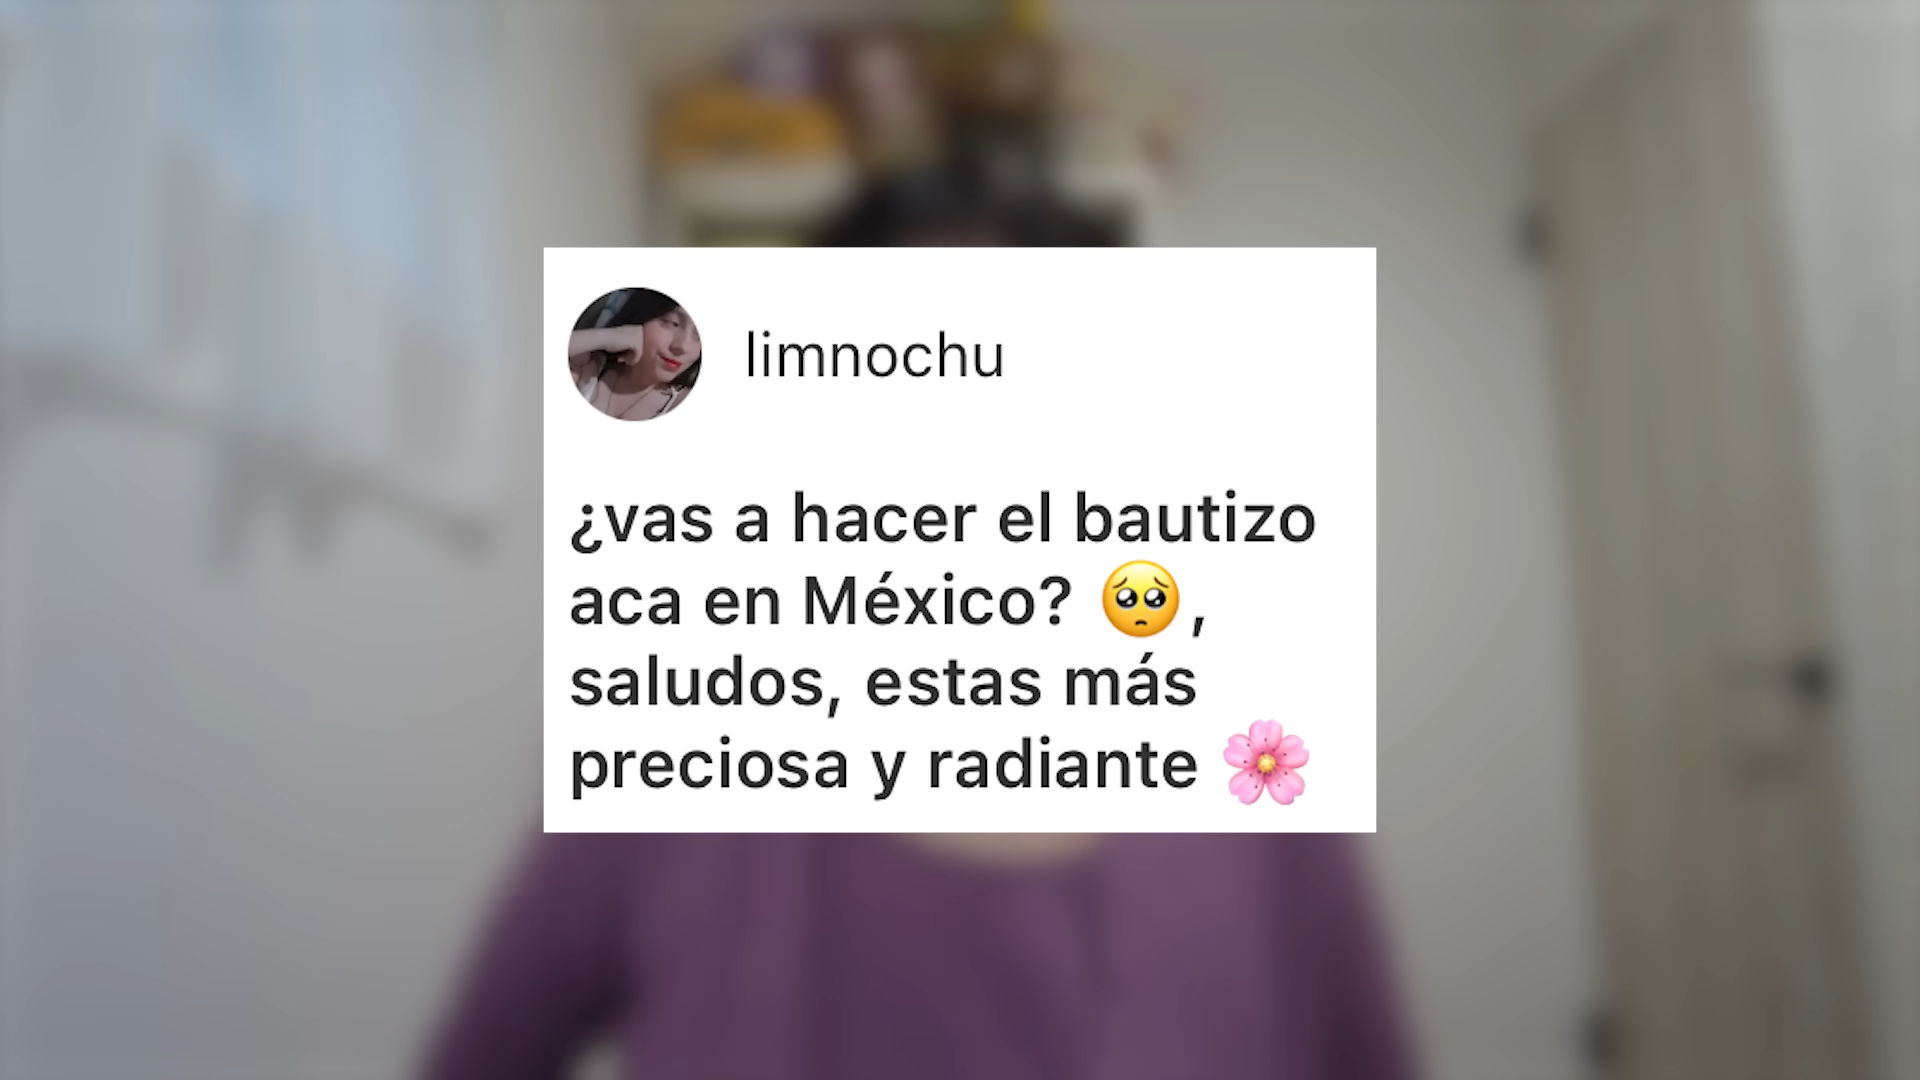 limnochu
¿vas a hacer el bautizo
aca en México? 🥺,
saludos, estas más
preciosa y radiante 🌸